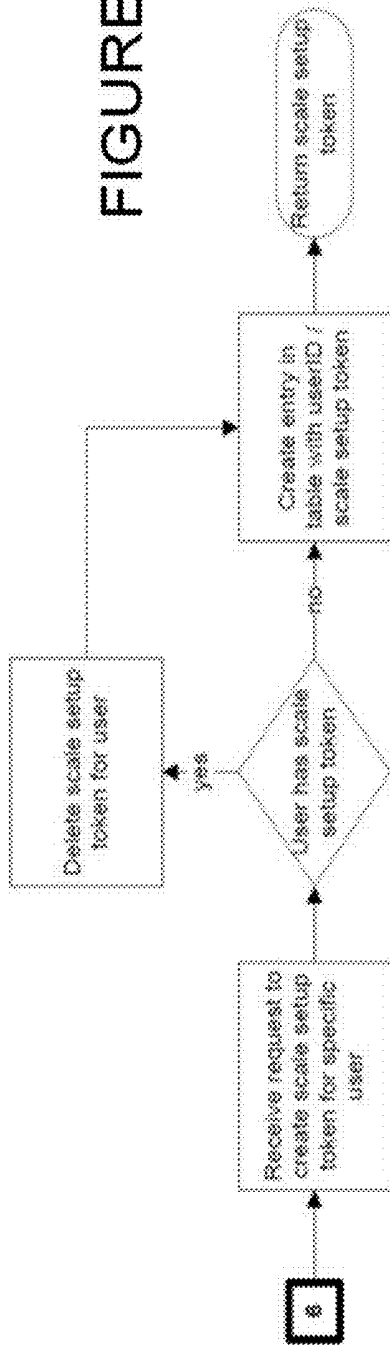 FIGURE
6
Receive request to
create scale setup
token for specific
user
User has scale
setup token
yes
no
Delete scale setup
token for user
Create entry in
table with userID /
scale setup token
Return scale setup
token